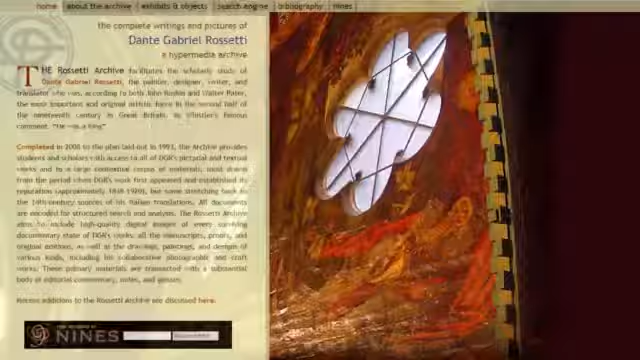 home | about the archive | exhibits & objects | search engine | bibliography | nines |
the complete writings and pictures of
Dante Gabriel Rossetti
a hypermedia archive
THE Rossetti Archive facilitates the scholarly study of
Dante Gabriel Rossetti, the painter, designer, writer, and
translator who was, according to both John Ruskin and Walter Pater,
the most important and original artistic force in the second half of
the nineteenth century in Great Britain. As Whistler's famous
comment, "He was a king"
Completed in 2008 to the plan laid out in 1993, the Archive provides
students and scholars with access to all of DGR's pictorial and textual
works and to a large contextual corpus of materials, most drawn
from the period when DGR's work first appeared and established its
reputation (approximately 1848-1920), but some stretching back to
the 14th-century sources of his Italian translations. All documents
are encoded for structured search and analysis. The Rossetti Archive
aims to include high-quality digital images of every surviving
documentary state of DGR's works: all the manuscripts, proofs, and
original editions, as well as the drawings, paintings, and designs of
various kinds, including his collaborative photographic and craft
works. These primary materials are transacted with a substantial
body of editorial commentary, notes, and glosses.
Recent additions to the Rossetti Archive are discussed here.
NINES